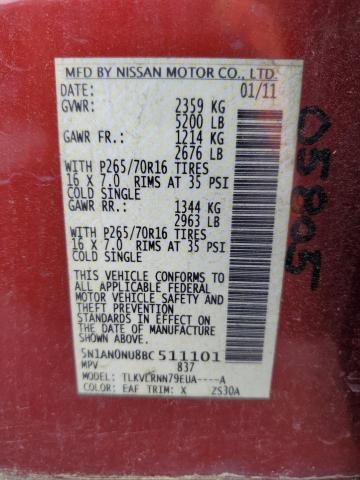 MFD BY NISSAN MOTOR CO., LTD.
DATE: 01/11
GVWR: 2359 KG
5200 LB
GAWR FR.: 1214 KG
2676 LB
WITH P265/70R16 TIRES
16 X 7.0 RIMS AT 35 PSI
COLD SINGLE
GAWR RR.: 1344 KG
2963 LB
WITH P265/70R16 TIRES
16 X 7.0 RIMS AT 35 PSI
COLD SINGLE
THIS VEHICLE CONFORMS TO
ALL APPLICABLE FEDERAL
MOTOR VEHICLE SAFETY
AND THEFT PREVENTION
STANDARDS IN EFFECT ON
THE DATE OF MANUFACTURE
SHOWN ABOVE.
5N1AN0NU8BC511101
MPV 837
TYPE: TLKVLRNN79EUA----A
COLOR: EAF TRIM: X ZS30A
05805